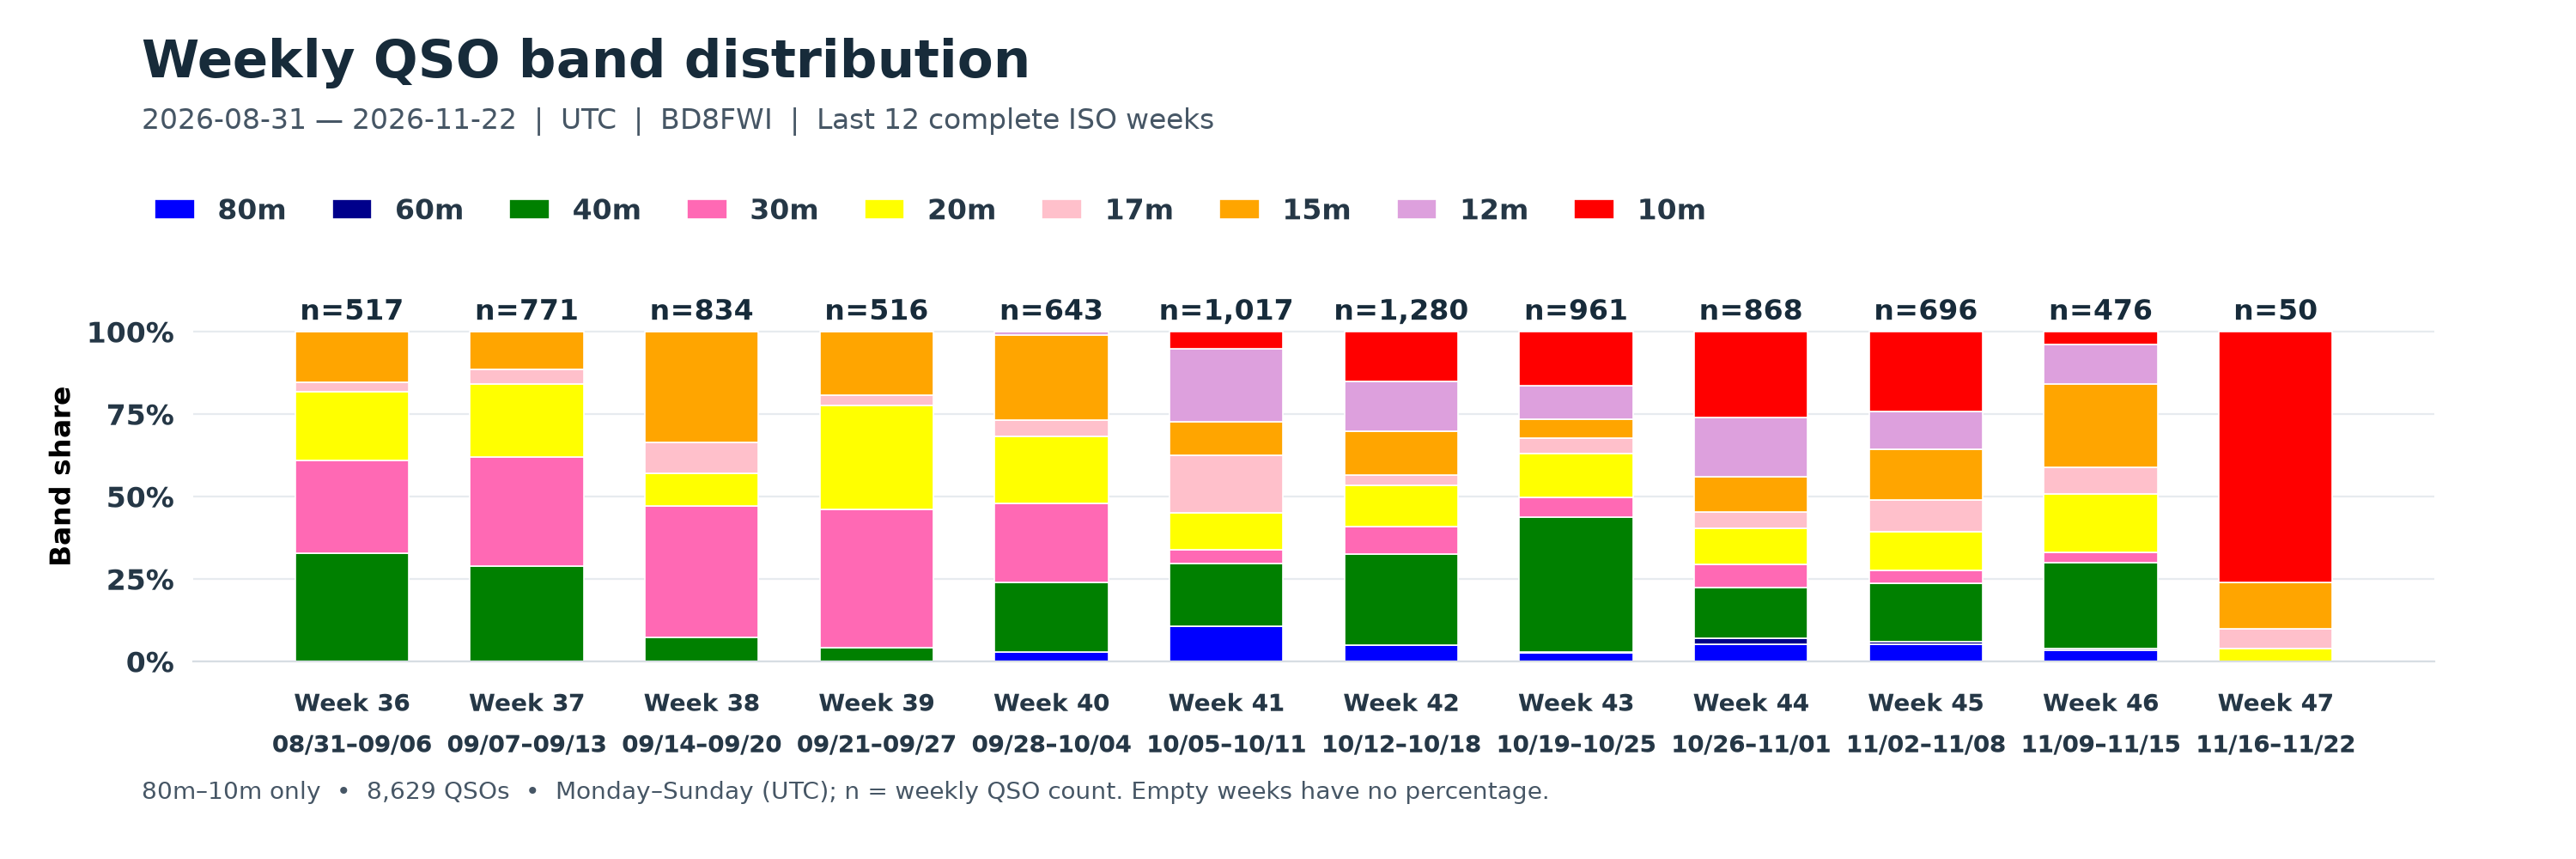 Weekly QSO band distribution
2026-08-31 — 2026-11-22 | UTC | BD8FWI | Last 12 complete ISO weeks
80m 60m 40m 30m 20m 17m 15m 12m 10m
n=517 n=771 n=834 n=516 n=643 n=1,017 n=1,280 n=961 n=868 n=696 n=476 n=50
100%
75%
50%
25%
0%
Band share
Week 36 Week 37 Week 38 Week 39 Week 40 Week 41 Week 42 Week 43 Week 44 Week 45 Week 46 Week 47
08/31–09/06 09/07–09/13 09/14–09/20 09/21–09/27 09/28–10/04 10/05–10/11 10/12–10/18 10/19–10/25 10/26–11/01 11/02–11/08 11/09–11/15 11/16–11/22
80m–10m only • 8,629 QSOs • Monday–Sunday (UTC); n = weekly QSO count. Empty weeks have no percentage.